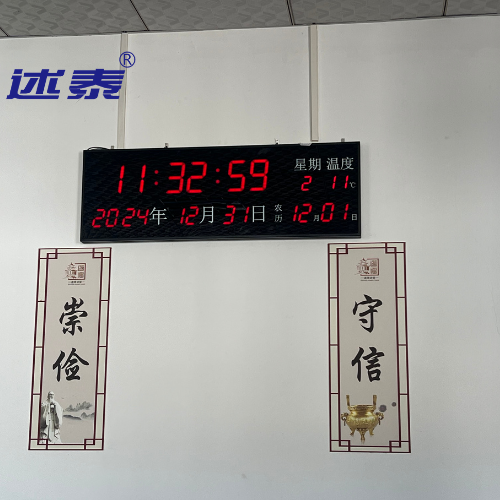 述泰®
11:32:59
星期 温度
2 11℃
2024年 12月 31日
农历 12月01日
崇俭
守信